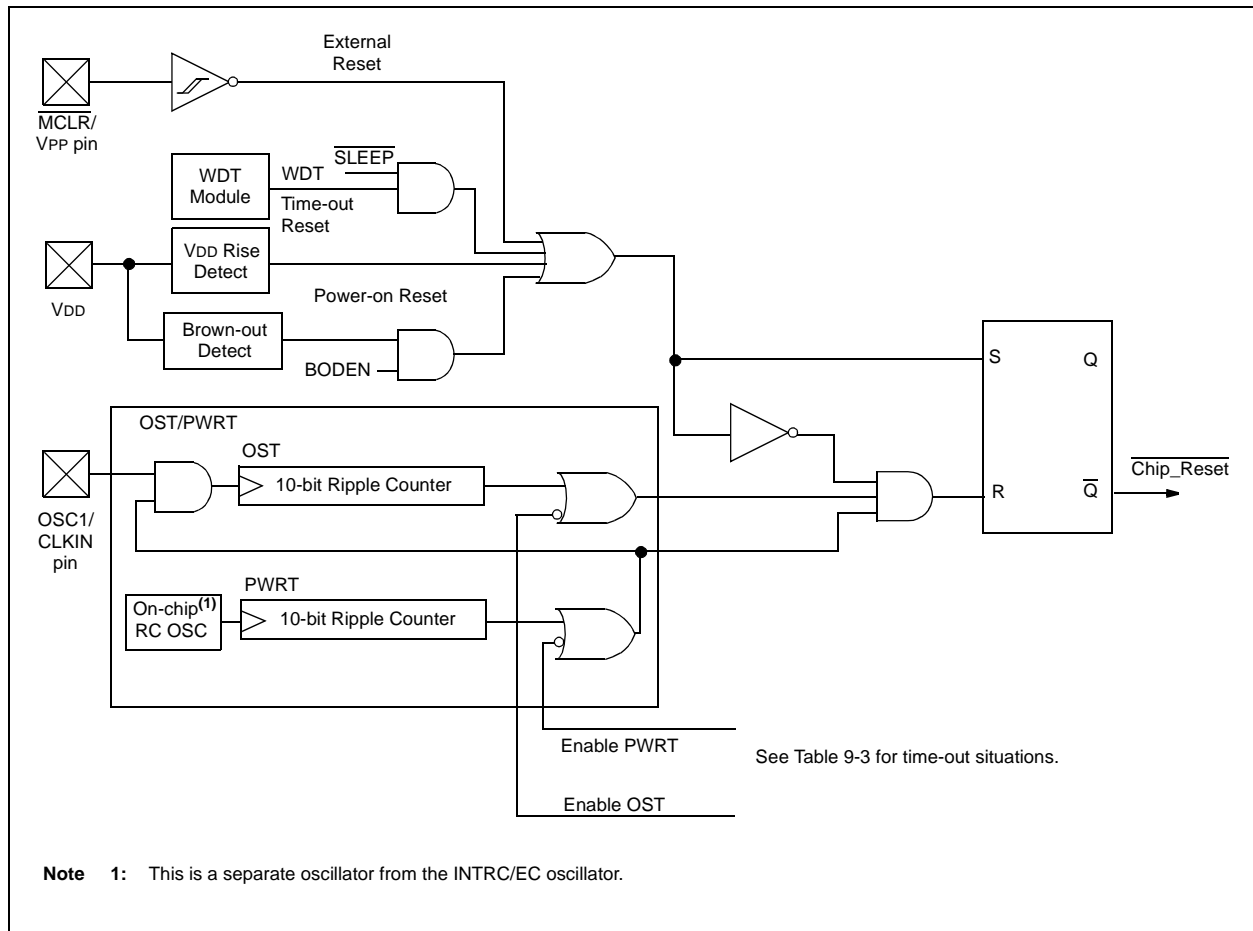 External
Reset
MCLR/
VPP pin
SLEEP
WDT
Module
WDT
Time-out
Reset
VDD Rise
Detect
VDD
Power-on Reset
Brown-out
Detect
BODEN
S
Q
OST/PWRT
OST
10-bit Ripple Counter
OSC1/
CLKIN
pin
R
Q
Chip_Reset
PWRT
On-chip(1)
RC OSC
10-bit Ripple Counter
Enable PWRT
See Table 9-3 for time-out situations.
Enable OST
Note 1: This is a separate oscillator from the INTRC/EC oscillator.